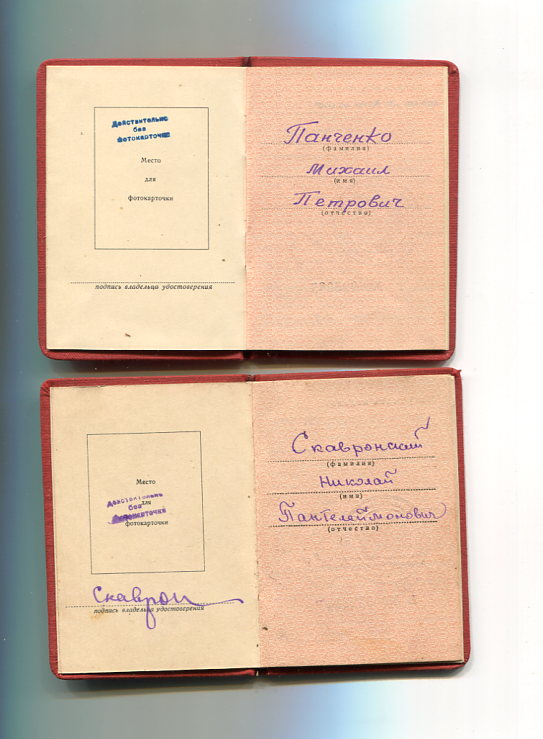 Действительно
без
фотокарточки
Место
для
фотокарточки
подпись владельца удостоверения
Панченко
(фамилия)
Михаил
(имя)
Петрович
(отчество)
Место
для
фотокарточки
Действительно
без
фотокарточки
Скаврон
подпись владельца удостоверения
Скавронский
(фамилия)
Николай
(имя)
Пантелеймонович
(отчество)